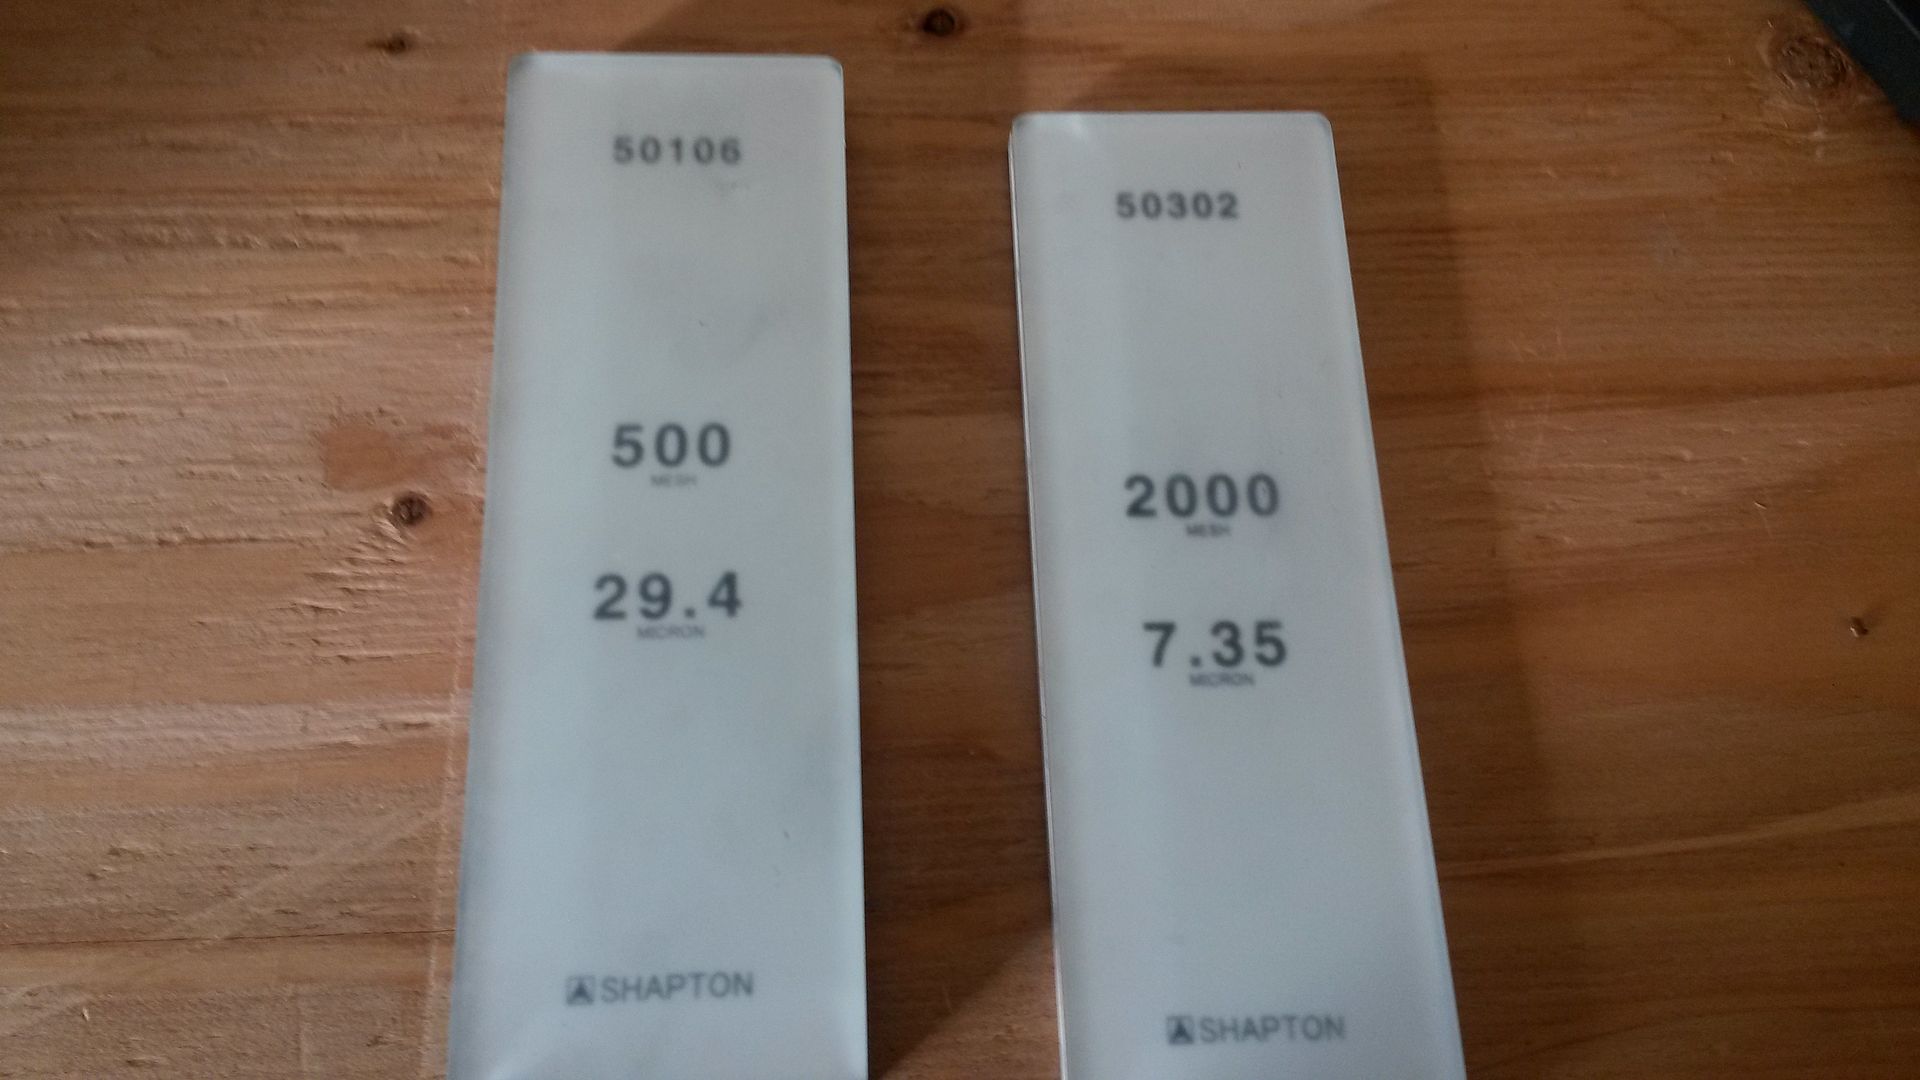 50106
500
MESH
29.4
MICRON
SHAPTON
50302
2000
MESH
7.35
MICRON
SHAPTON